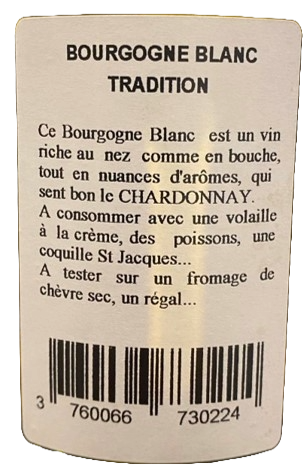 BOURGOGNE BLANC
TRADITION
Ce Bourgogne Blanc est un vin
riche au nez comme en bouche,
tout en nuances d'arômes, qui
sent bon le CHARDONNAY.
A consommer avec une volaille
à la crème, des poissons, une
coquille St Jacques...
A tester sur un fromage de
chèvre sec, un régal...
3 760066 730224